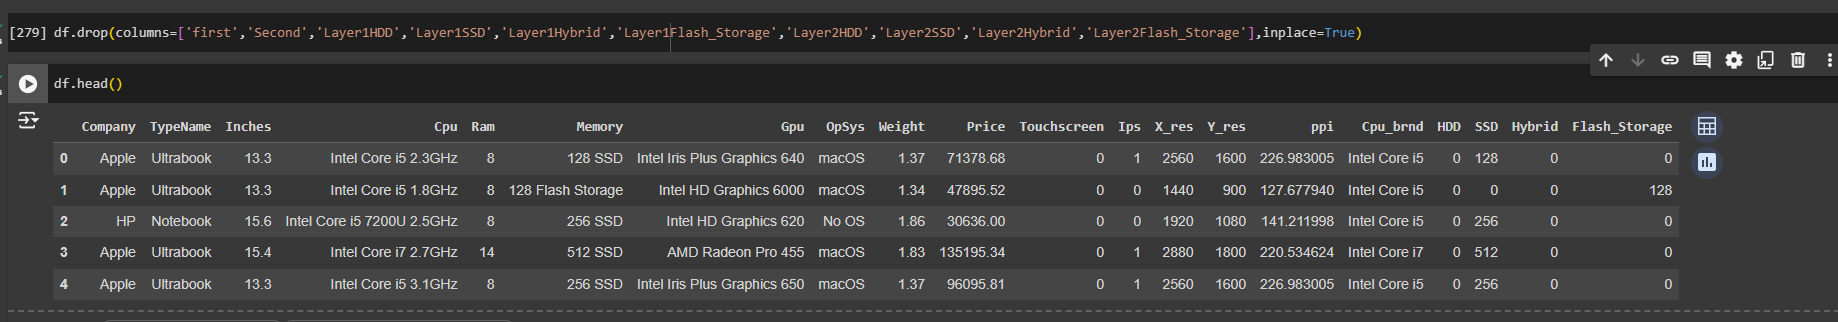 [279] df.drop(columns=['first','Second','Layer1HDD','Layer1SSD','Layer1Hybrid','Layer1Flash_Storage','Layer2HDD','Layer2SSD','Layer2Hybrid','Layer2Flash_Storage'],inplace=True)
df.head()
Company TypeName Inches Cpu Ram Memory Gpu OpSys Weight Price Touchscreen Ips X_res Y_res ppi Cpu_brnd HDD SSD Hybrid Flash_Storage
0 Apple Ultrabook 13.3 Intel Core i5 2.3GHz 8 128 SSD Intel Iris Plus Graphics 640 macOS 1.37 71378.68 0 1 2560 1600 226.983005 Intel Core i5 0 128 0 0
1 Apple Ultrabook 13.3 Intel Core i5 1.8GHz 8 128 Flash Storage Intel HD Graphics 6000 macOS 1.34 47895.52 0 0 1440 900 127.677940 Intel Core i5 0 0 0 128
2 HP Notebook 15.6 Intel Core i5 7200U 2.5GHz 8 256 SSD Intel HD Graphics 620 No OS 1.86 30636.00 0 0 1920 1080 141.211998 Intel Core i5 0 256 0 0
3 Apple Ultrabook 15.4 Intel Core i7 2.7GHz 14 512 SSD AMD Radeon Pro 455 macOS 1.83 135195.34 0 1 2880 1800 220.534624 Intel Core i7 0 512 0 0
4 Apple Ultrabook 13.3 Intel Core i5 3.1GHz 8 256 SSD Intel Iris Plus Graphics 650 macOS 1.37 96095.81 0 1 2560 1600 226.983005 Intel Core i5 0 256 0 0